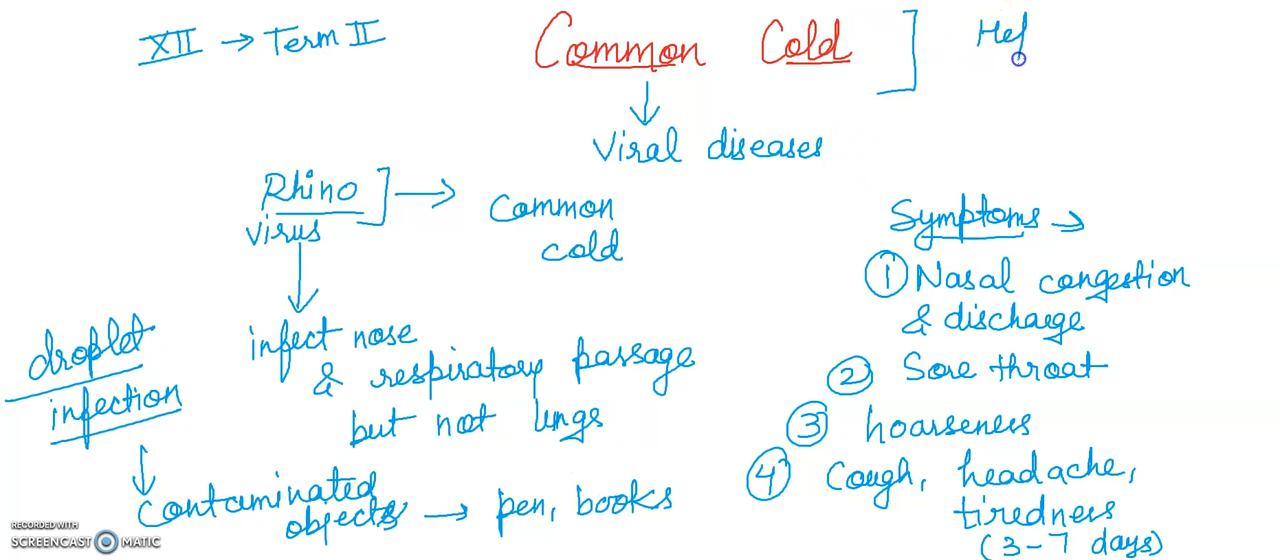 XII → Term II
Common Cold ]
Hef
↓
Viral diseases
Rhino
virus ] → Common
cold
↓
infect nose
& respiratory passage
but not lungs
droplet
infection
↓
Contaminated
objects → pen, books
Symptoms →
① Nasal congestion
& discharge
② Sore throat
③ hoarseness
④ Cough, headache,
tiredness
(3-7 days)
RECORDED WITH
SCREENCAST MATIC